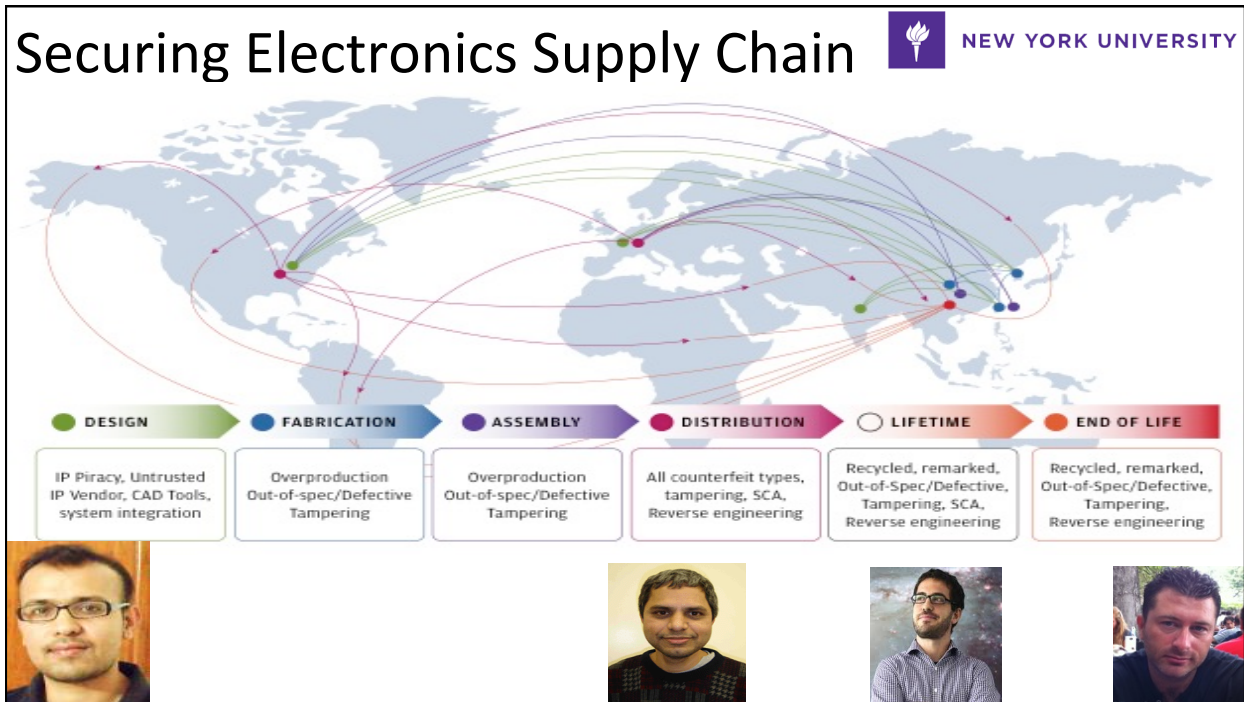 Securing Electronics Supply Chain
NEW YORK UNIVERSITY
DESIGN
FABRICATION
ASSEMBLY
DISTRIBUTION
LIFETIME
END OF LIFE
IP Piracy, Untrusted
IP Vendor, CAD Tools,
system integration
Overproduction
Out-of-spec/Defective
Tampering
Overproduction
Out-of-spec/Defective
Tampering
All counterfeit types,
tampering, SCA,
Reverse engineering
Recycled, remarked,
Out-of-Spec/Defective,
Tampering, SCA,
Reverse engineering
Recycled, remarked,
Out-of-Spec/Defective,
Tampering,
Reverse engineering